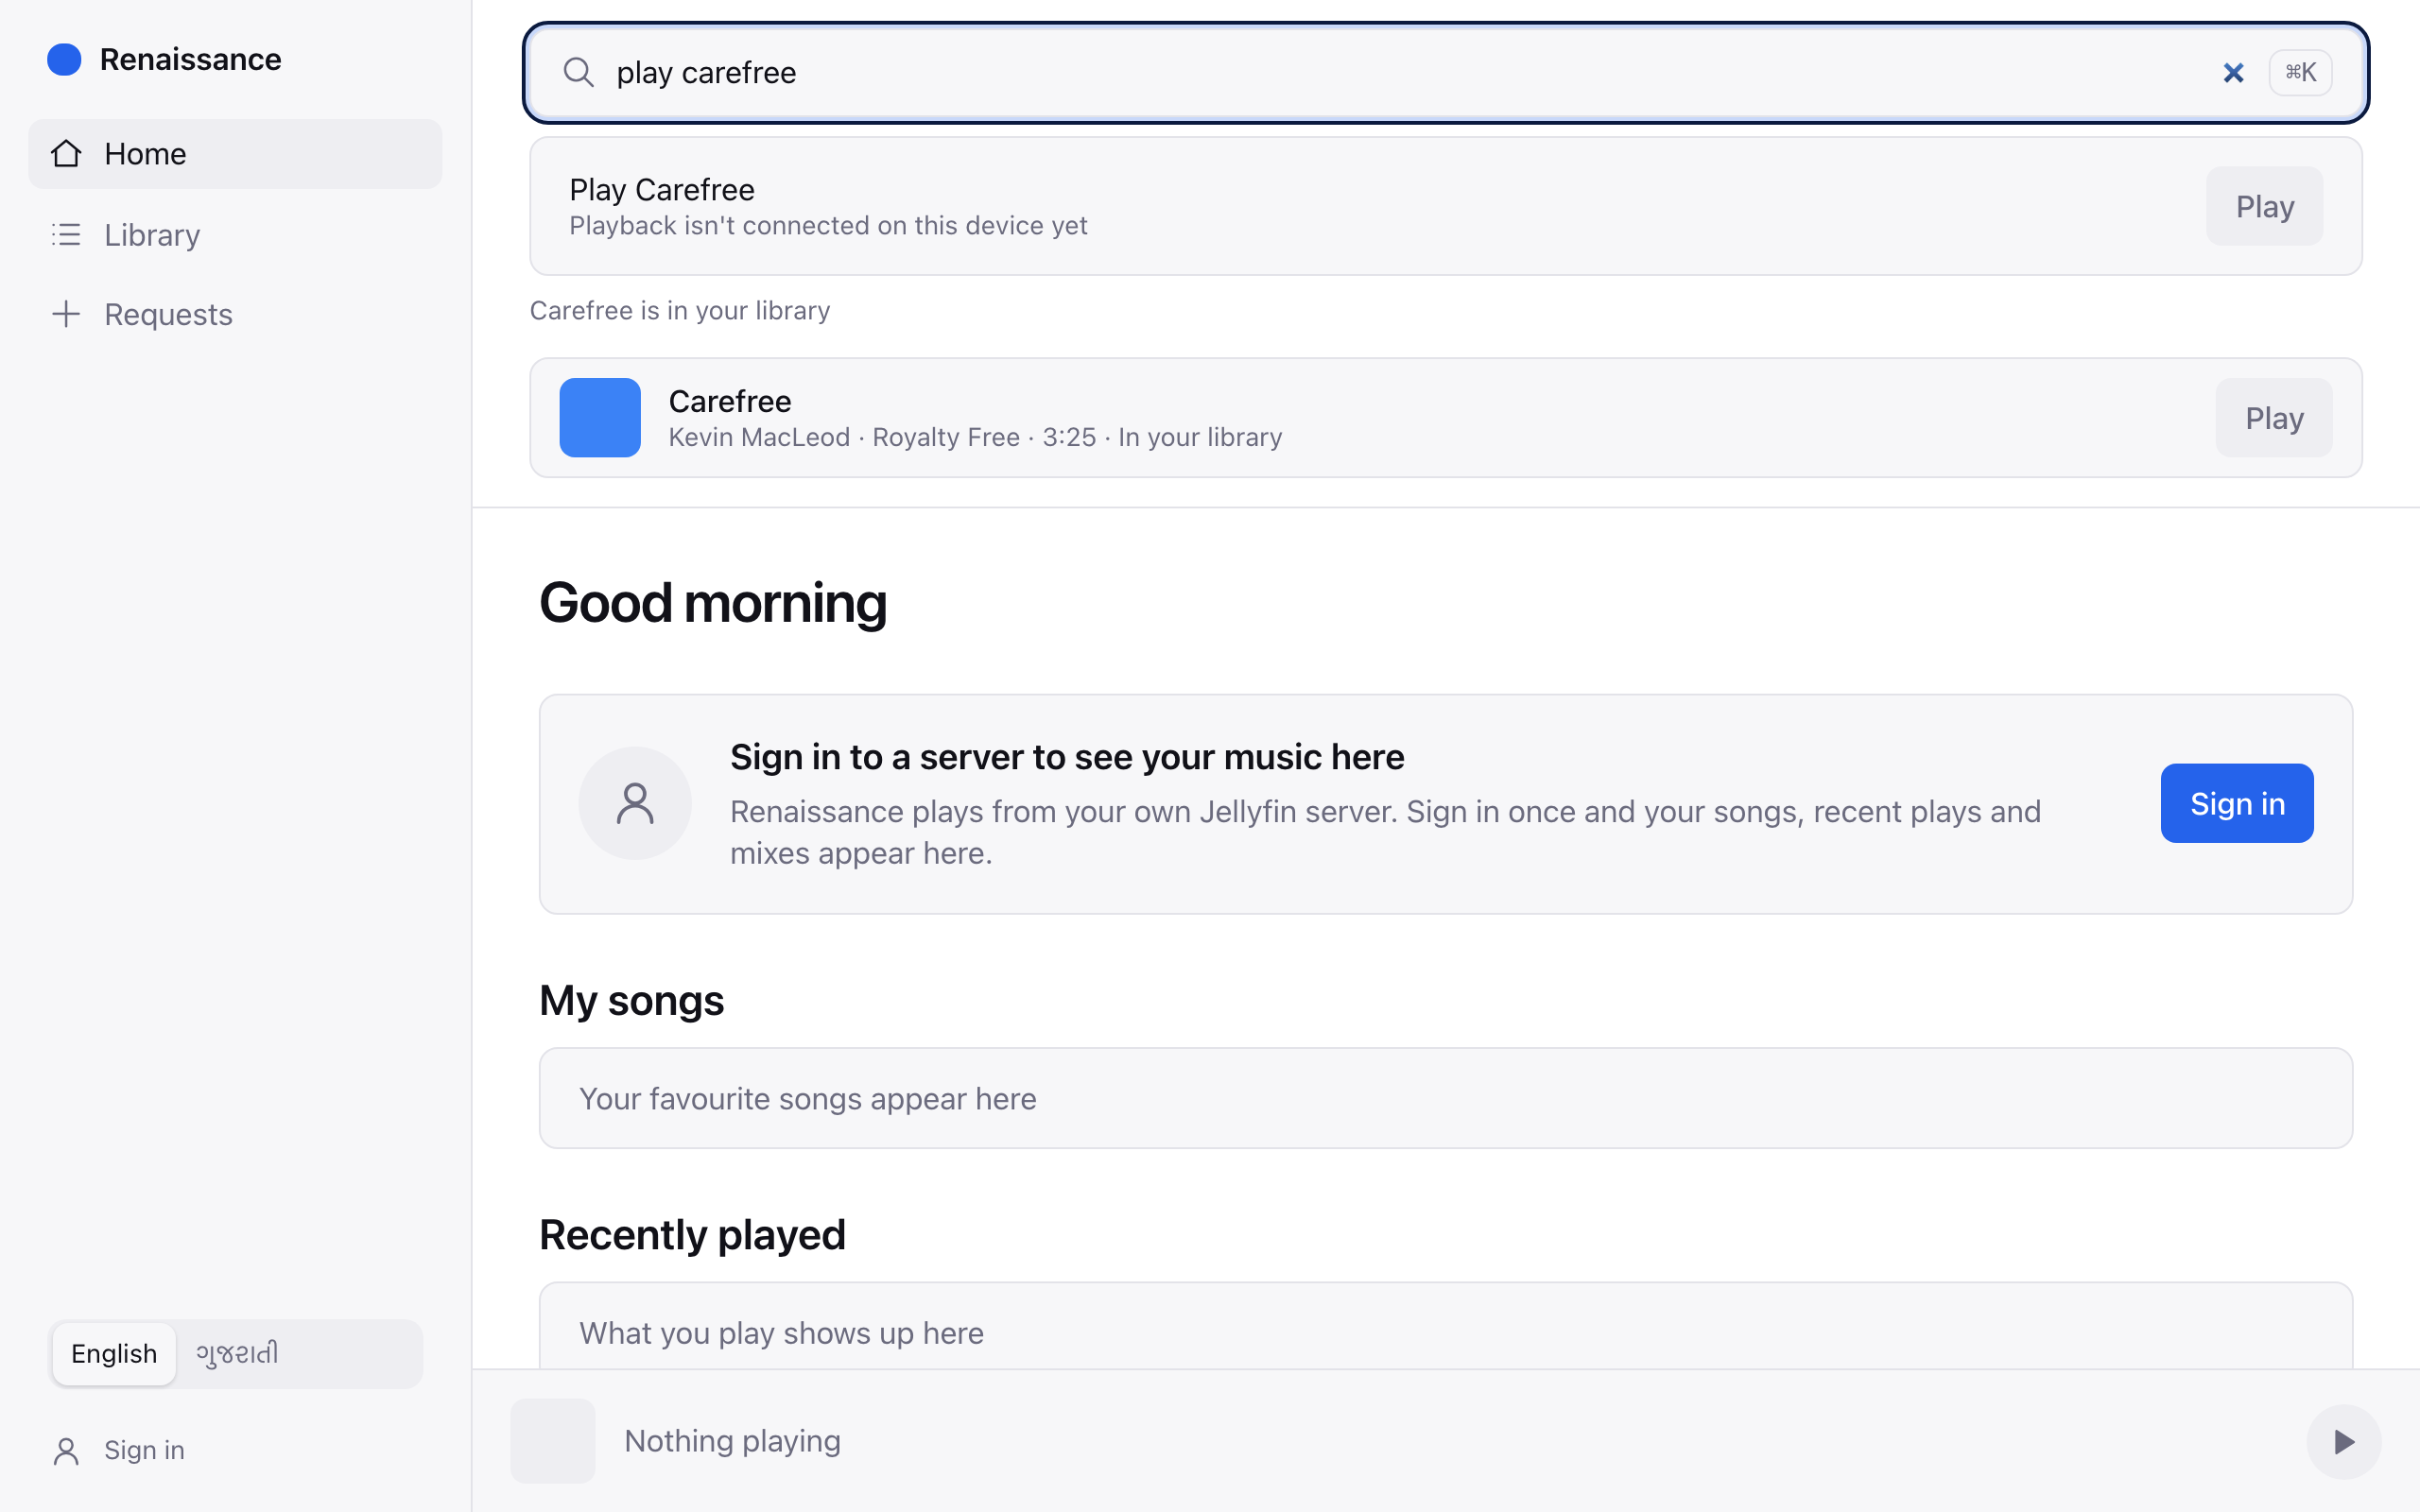 Renaissance
Home
Library
Requests
English
ગુજરાતી
Sign in
play carefree
⌘K
Play Carefree
Playback isn't connected on this device yet
Play
Carefree is in your library
Carefree
Kevin MacLeod · Royalty Free · 3:25 · In your library
Play
Good morning
Sign in to a server to see your music here
Renaissance plays from your own Jellyfin server. Sign in once and your songs, recent plays and
mixes appear here.
Sign in
My songs
Your favourite songs appear here
Recently played
What you play shows up here
Nothing playing